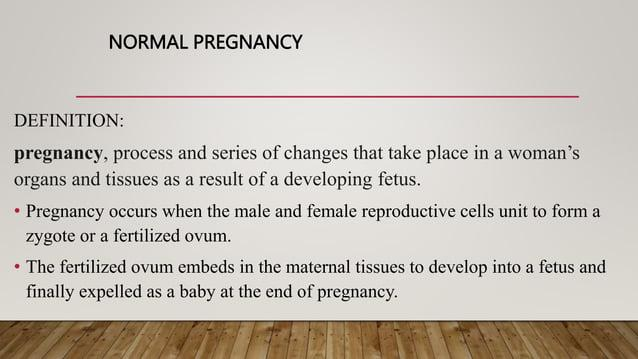 NORMAL PREGNANCY
DEFINITION:
pregnancy, process and series of changes that take place in a woman’s
organs and tissues as a result of a developing fetus.
• Pregnancy occurs when the male and female reproductive cells unit to form a
zygote or a fertilized ovum.
• The fertilized ovum embeds in the maternal tissues to develop into a fetus and
finally expelled as a baby at the end of pregnancy.